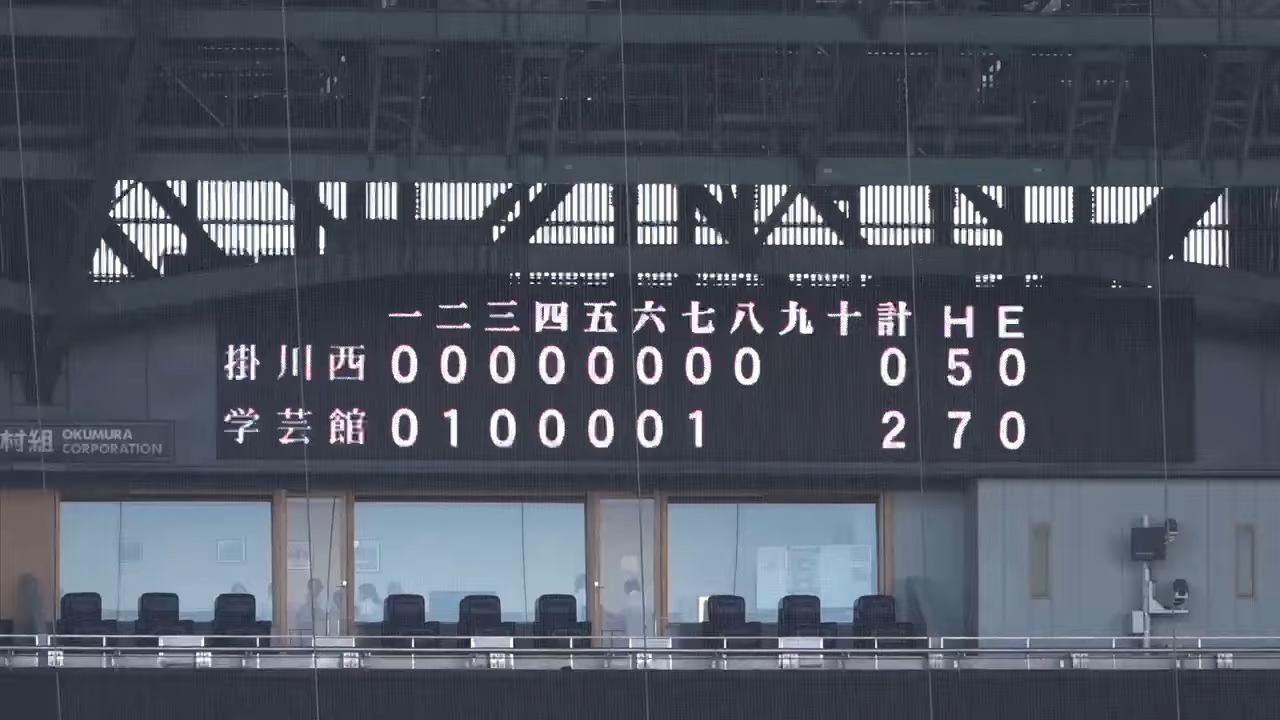 一 二 三 四 五 六 七 八 九 十 計 H E
掛川西 0 0 0 0 0 0 0 0 0 5 0
学芸館 0 1 0 0 0 0 1 2 7 0
村組 OKUMURA
CORPORATION